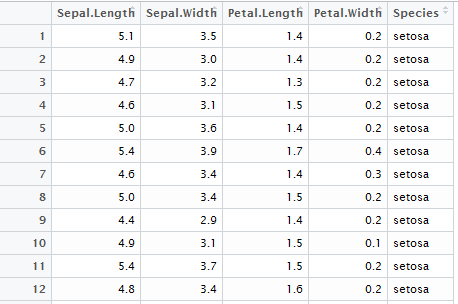 Sepal.Length Sepal.Width Petal.Length Petal.Width Species
1 5.1 3.5 1.4 0.2 setosa
2 4.9 3.0 1.4 0.2 setosa
3 4.7 3.2 1.3 0.2 setosa
4 4.6 3.1 1.5 0.2 setosa
5 5.0 3.6 1.4 0.2 setosa
6 5.4 3.9 1.7 0.4 setosa
7 4.6 3.4 1.4 0.3 setosa
8 5.0 3.4 1.5 0.2 setosa
9 4.4 2.9 1.4 0.2 setosa
10 4.9 3.1 1.5 0.1 setosa
11 5.4 3.7 1.5 0.2 setosa
12 4.8 3.4 1.6 0.2 setosa